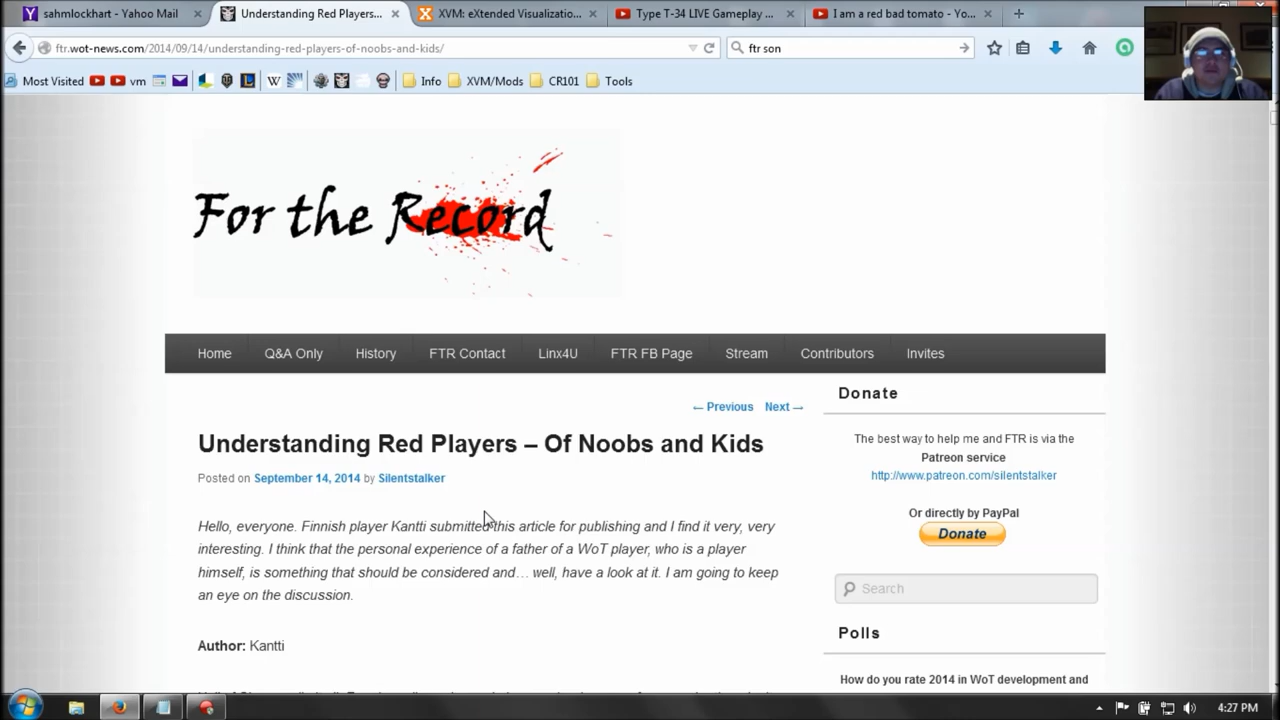 sahmlockhart - Yahoo Mail
Understanding Red Players...
XVM: eXtended Visualizatio...
Type T-34 LIVE Gameplay ...
I am a red bad tomato - Yo...
ftr.wot-news.com/2014/09/14/understanding-red-players-of-noobs-and-kids/
ftr son
Most Visited
vm
Info
XVM/Mods
CR101
Tools
For the Record
Home
Q&A Only
History
FTR Contact
Linx4U
FTR FB Page
Stream
Contributors
Invites
← Previous
Next →
Understanding Red Players – Of Noobs and Kids
Posted on September 14, 2014 by Silentstalker
Hello, everyone. Finnish player Kantti submitted this article for publishing and I find it very, very
interesting. I think that the personal experience of a father of a WoT player, who is a player
himself, is something that should be considered and… well, have a look at it. I am going to keep
an eye on the discussion.
Author: Kantti
Donate
The best way to help me and FTR is via the
Patreon service
http://www.patreon.com/silentstalker
Or directly by PayPal
Donate
Search
Polls
How do you rate 2014 in WoT development and
4:27 PM